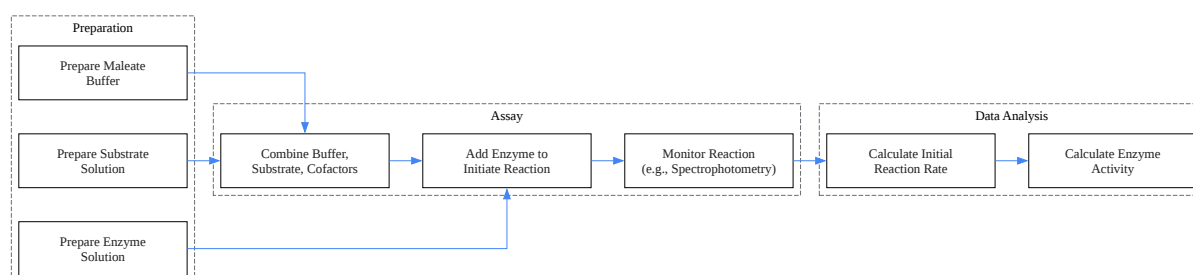 Preparation
Prepare Maleate
Buffer
Prepare Substrate
Solution
Prepare Enzyme
Solution
Assay
Combine Buffer,
Substrate, Cofactors
Add Enzyme to
Initiate Reaction
Monitor Reaction
(e.g., Spectrophotometry)
Data Analysis
Calculate Initial
Reaction Rate
Calculate Enzyme
Activity